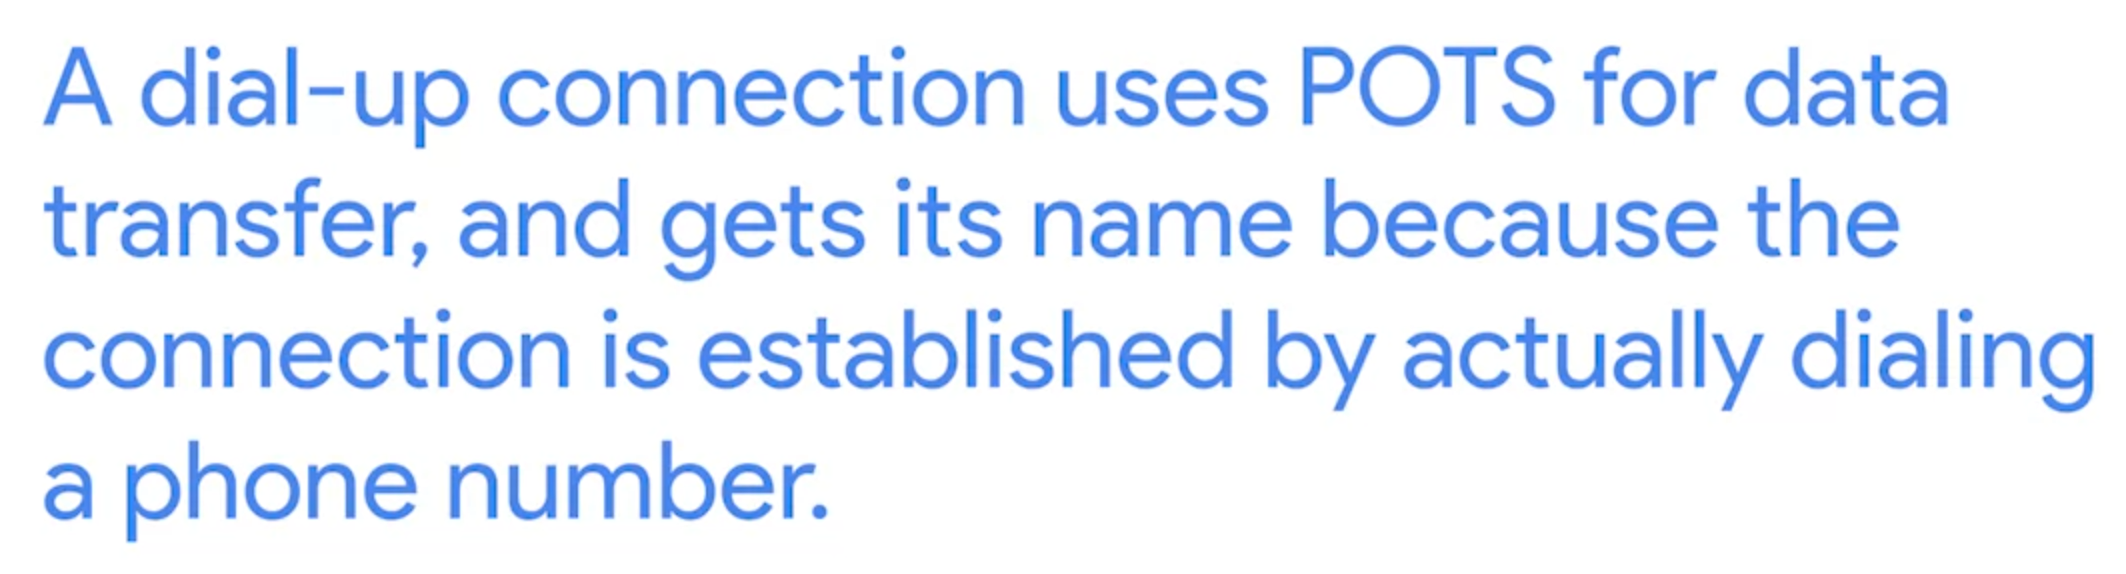 A dial-up connection uses POTS for data
transfer, and gets its name because the
connection is established by actually dialing
a phone number.